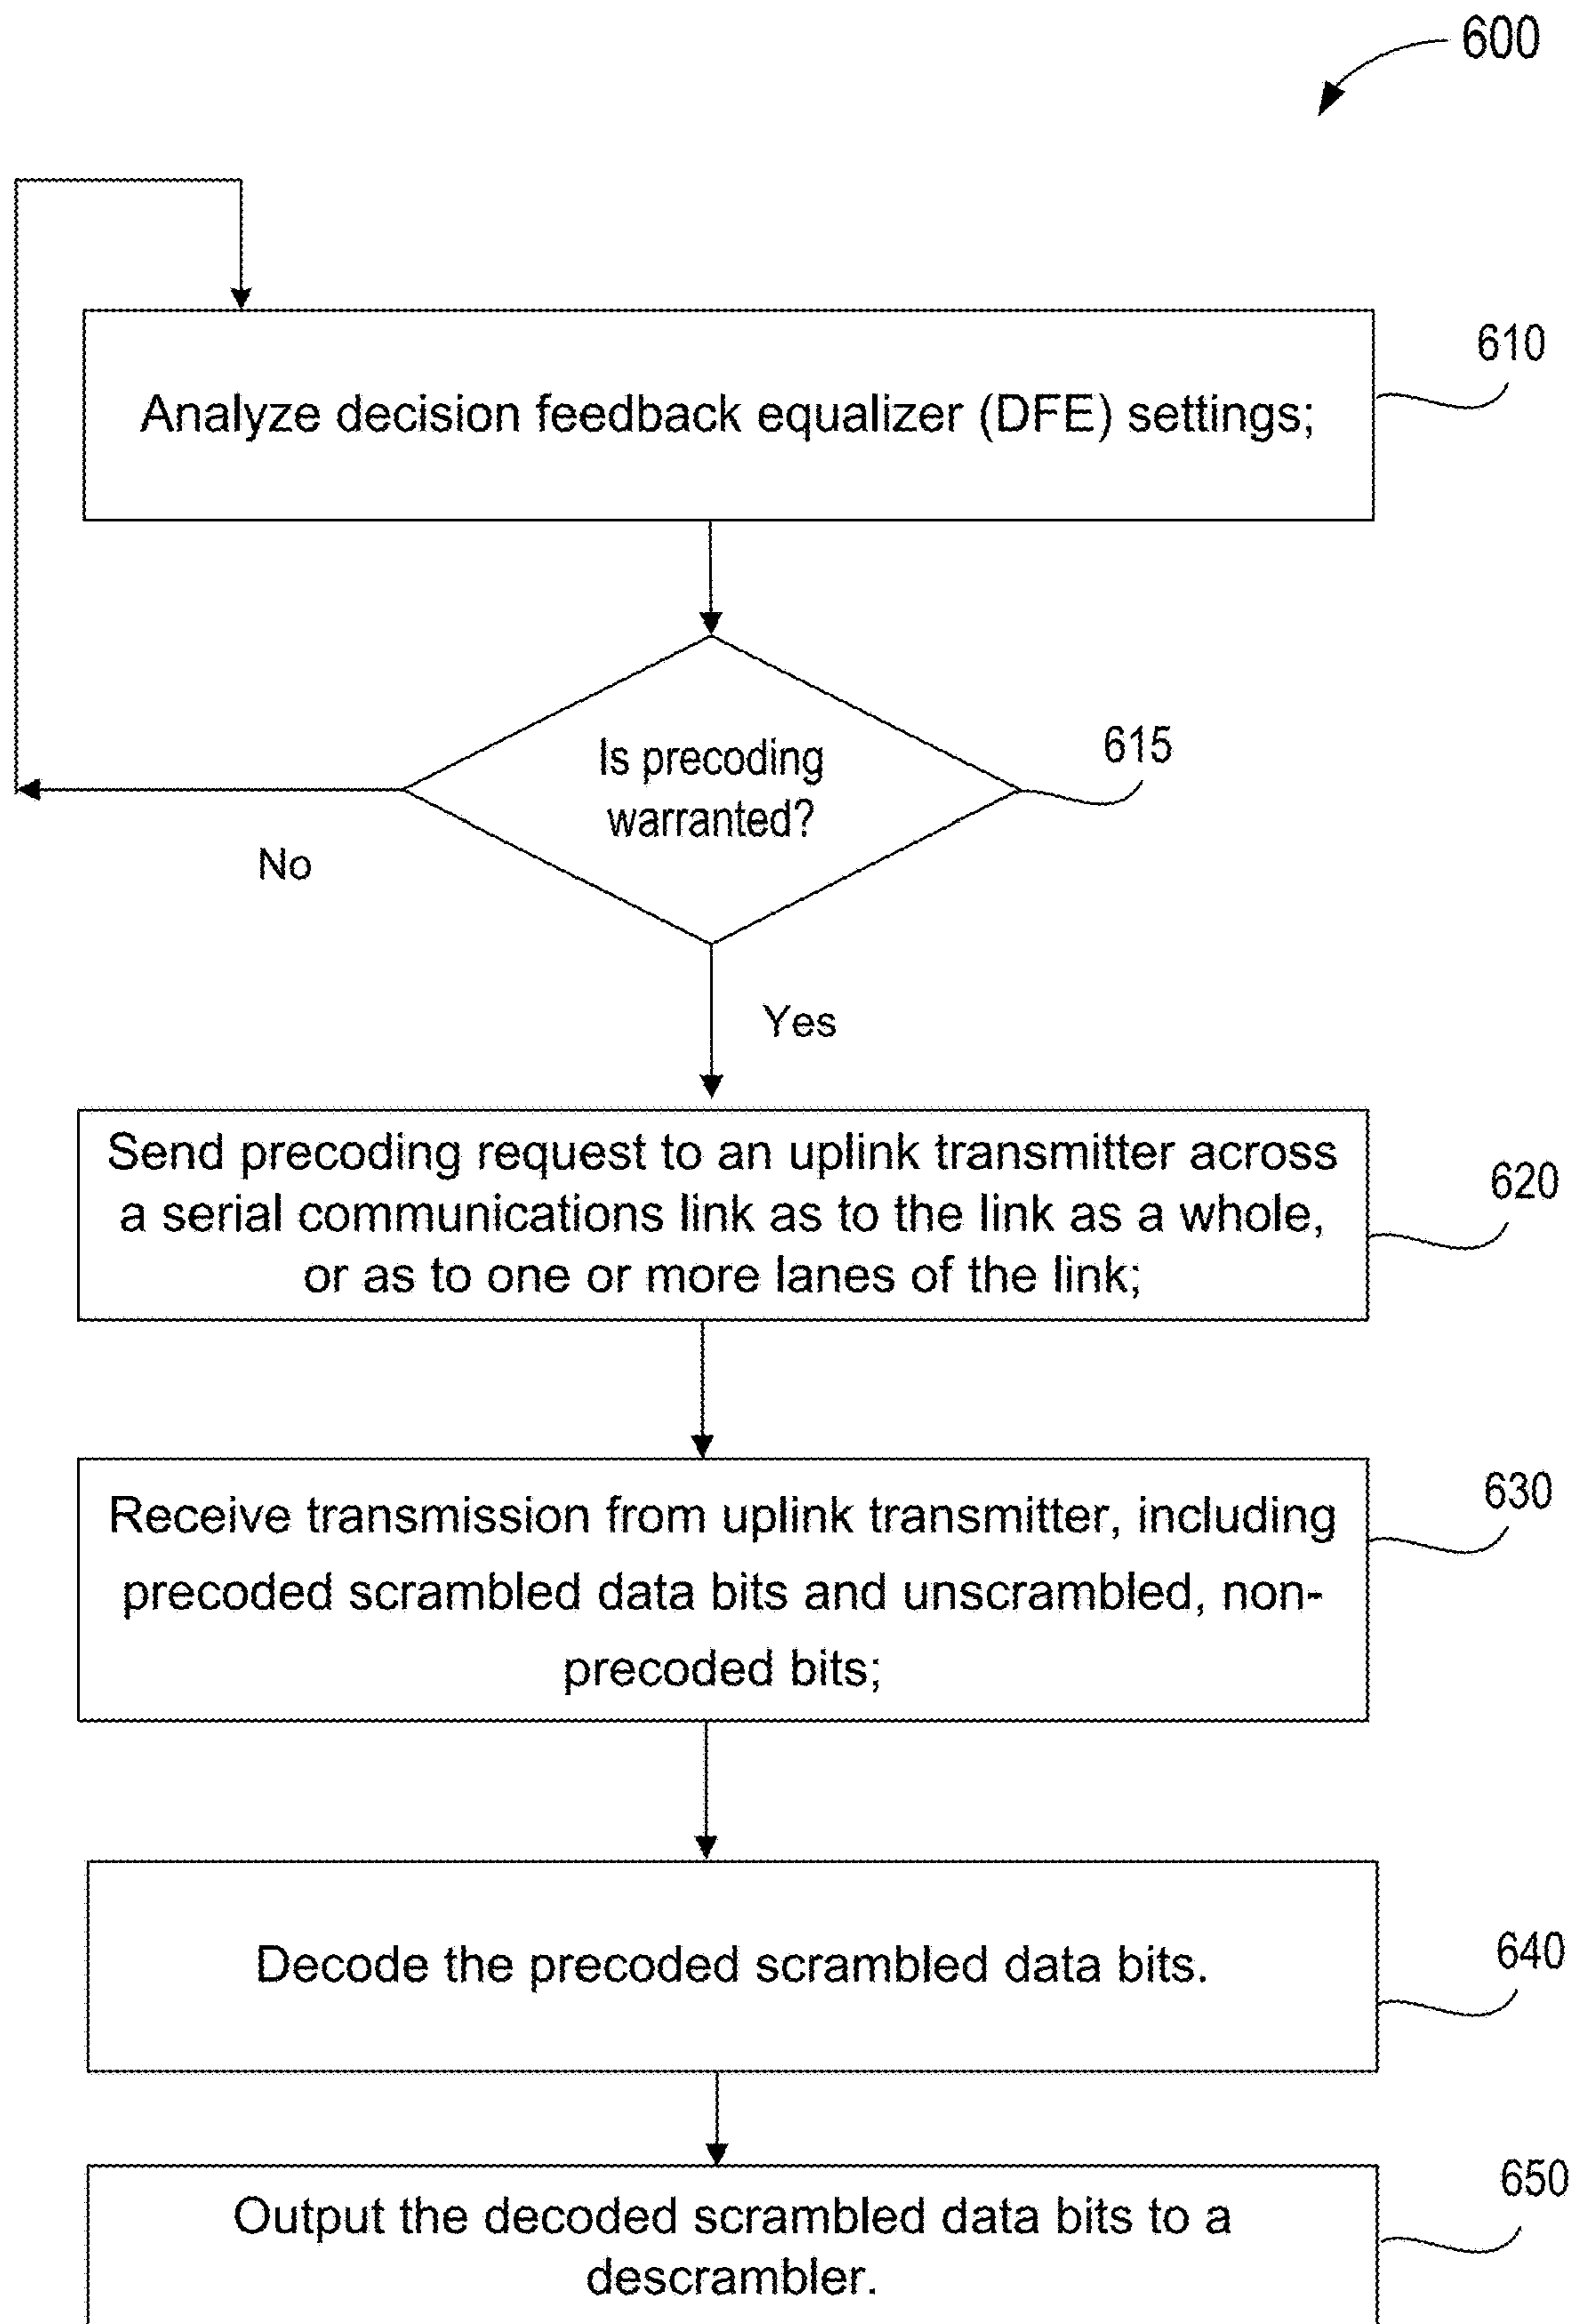 600
Analyze decision feedback equalizer (DFE) settings;
610
Is precoding
warranted?
615
No
Yes
Send precoding request to an uplink transmitter across
a serial communications link as to the link as a whole,
or as to one or more lanes of the link;
620
Receive transmission from uplink transmitter, including
precoded scrambled data bits and unscrambled, non-
precoded bits;
630
Decode the precoded scrambled data bits.
640
Output the decoded scrambled data bits to a
descrambler.
650